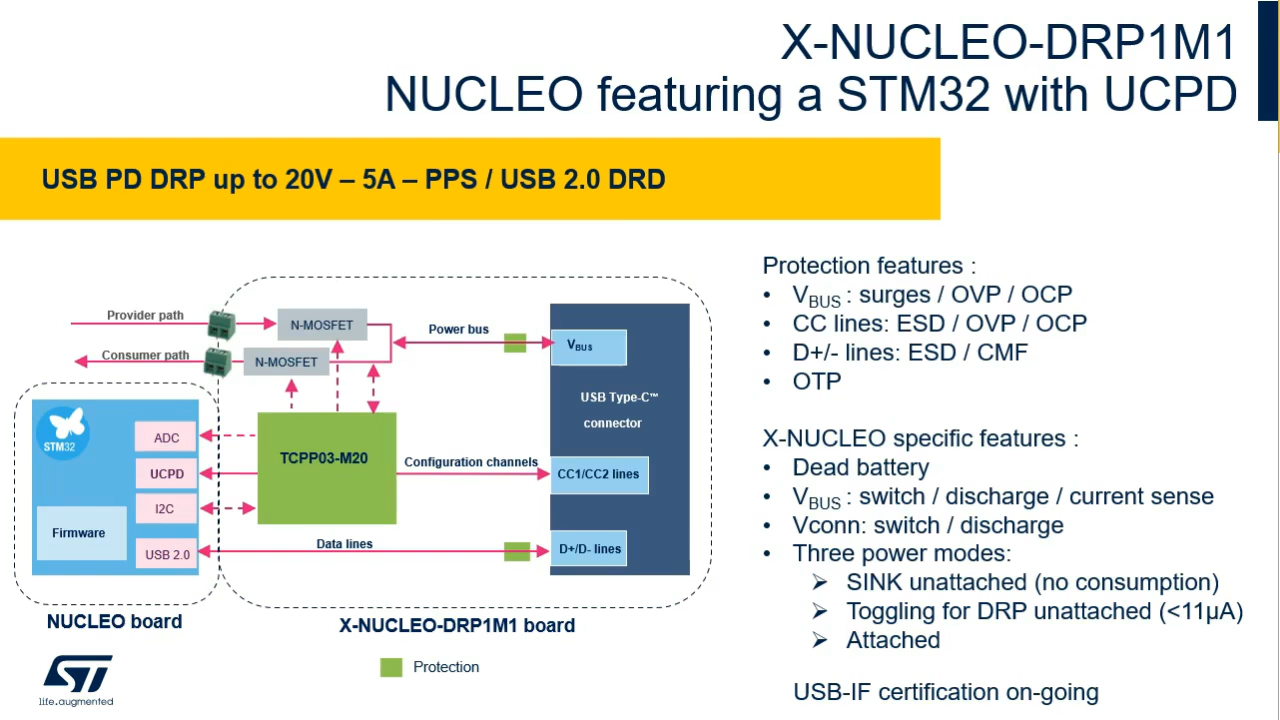 X-NUCLEO-DRP1M1
NUCLEO featuring a STM32 with UCPD
USB PD DRP up to 20V – 5A – PPS / USB 2.0 DRD
Provider path
N-MOSFET
Power bus
VBUS
Consumer path
N-MOSFET
USB Type-C™
connector
STM32
ADC
UCPD
I2C
USB 2.0
Firmware
TCPP03-M20
Configuration channels
CC1/CC2 lines
Data lines
D+/D- lines
NUCLEO board
X-NUCLEO-DRP1M1 board
Protection
Protection features :
• VBUS : surges / OVP / OCP
• CC lines: ESD / OVP / OCP
• D+/- lines: ESD / CMF
• OTP
X-NUCLEO specific features :
• Dead battery
• VBUS : switch / discharge / current sense
• Vconn: switch / discharge
• Three power modes:
➢ SINK unattached (no consumption)
➢ Toggling for DRP unattached (<11µA)
➢ Attached
USB-IF certification on-going
ST
life.augmented